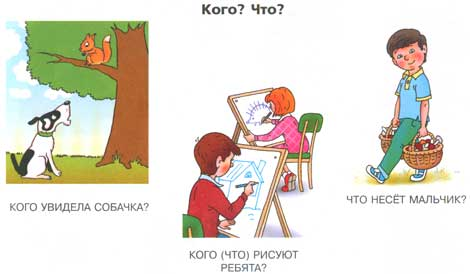 Кого? Что?
КОГО УВИДЕЛА СОБАЧКА?
КОГО (ЧТО) РИСУЮТ
РЕБЯТА?
ЧТО НЕСЁТ МАЛЬЧИК?